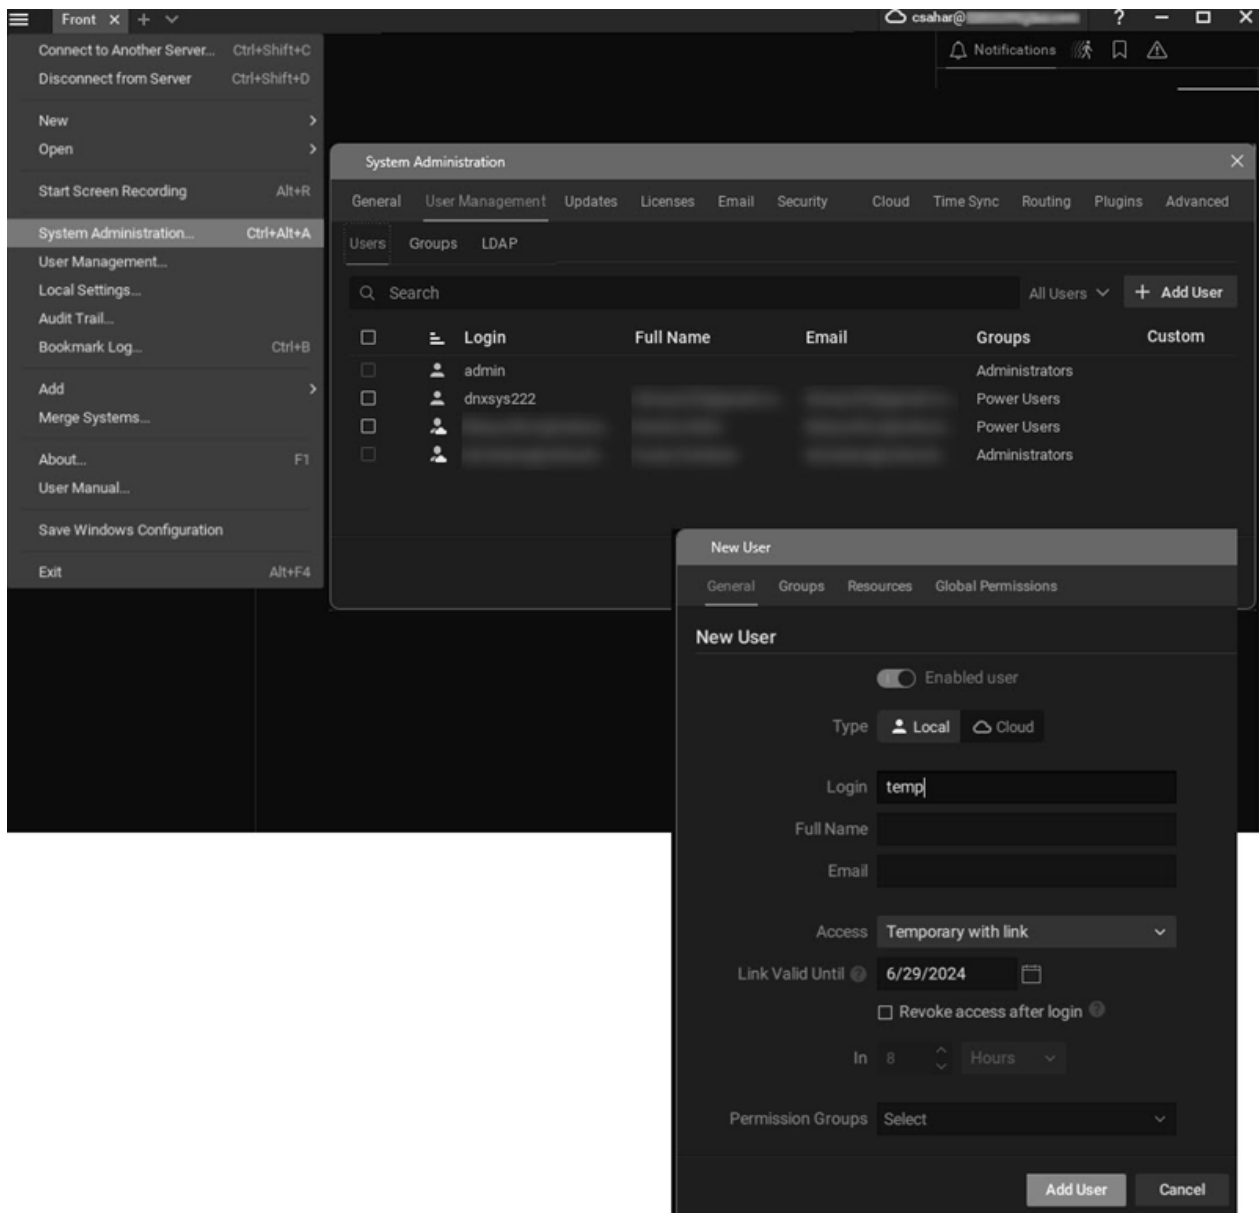 Front
csahar@
?
Connect to Another Server... Ctrl+Shift+C
Notifications
Disconnect from Server Ctrl+Shift+D
New
Open
Start Screen Recording Alt+R
System Administration... Ctrl+Alt+A
User Management...
Local Settings...
Audit Trail...
Bookmark Log... Ctrl+B
Add
Merge Systems...
About... F1
User Manual...
Save Windows Configuration
Exit Alt+F4
System Administration
General User Management Updates Licenses Email Security Cloud Time Sync Routing Plugins Advanced
Users Groups LDAP
Search All Users + Add User
Login Full Name Email Groups Custom
admin Administrators
dnxsys222 Power Users
Power Users
Administrators
New User
General Groups Resources Global Permissions
New User
Enabled user
Type Local Cloud
Login temp
Full Name
Email
Access Temporary with link
Link Valid Until ? 6/29/2024
Revoke access after login ?
In 8 Hours
Permission Groups Select
Add User Cancel